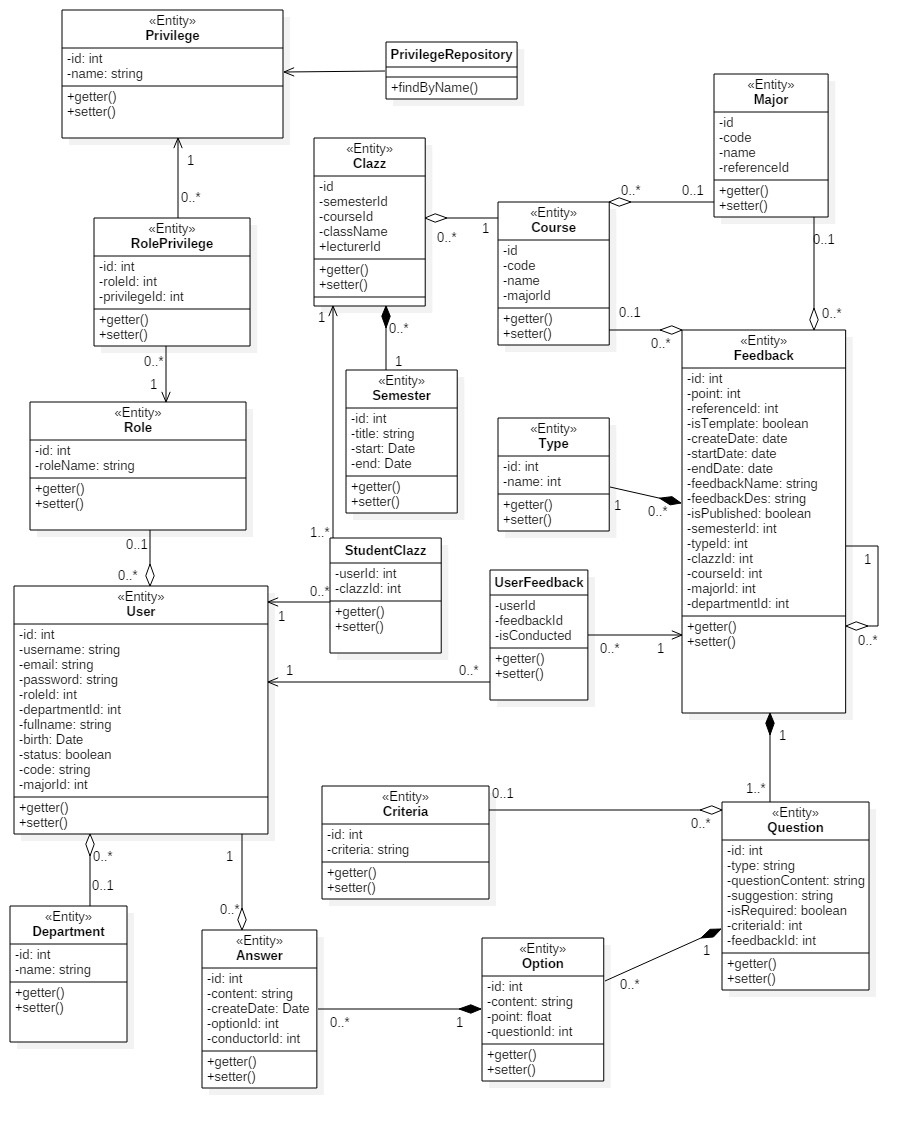 «Entity»
Privilege
-id: int
-name: string
+getter()
+setter()
PrivilegeRepository
+findByName()
«Entity»
Major
-id
-code
-name
-referenceId
+getter()
+setter()
«Entity»
Clazz
-id
-semesterId
-courseId
-className
+lecturerId
+getter()
+setter()
1
0..*
0..*
1
0..*
0..1
«Entity»
Course
-id
-code
-name
-majorId
+getter()
+setter()
«Entity»
RolePrivilege
-id: int
-roleId: int
-privilegeId: int
+getter()
+setter()
0..1
0..*
0..1
0..*
1
0..*
1
0..*
1
«Entity»
Feedback
-id: int
-point: int
-referenceId: int
-isTemplate: boolean
-createDate: date
-startDate: date
-endDate: date
-feedbackName: string
-feedbackDes: string
-isPublished: boolean
-semesterId: int
-typeId: int
-clazzId: int
-courseId: int
-majorId: int
-departmentId: int
+getter()
+setter()
«Entity»
Semester
-id: int
-title: string
-start: Date
-end: Date
+getter()
+setter()
«Entity»
Role
-id: int
-roleName: string
+getter()
+setter()
«Entity»
Type
-id: int
-name: int
+getter()
+setter()
1
0..*
0..1
0..*
1..*
StudentClazz
-userId: int
-clazzId: int
+getter()
+setter()
0..*
1
1
0..*
UserFeedback
-userId
-feedbackId
-isConducted
+getter()
+setter()
0..*
1
1
0..*
«Entity»
User
-id: int
-username: string
-email: string
-password: string
-roleId: int
-departmentId: int
-fullname: string
-birth: Date
-status: boolean
-code: string
-majorId: int
+getter()
+setter()
1
1..*
«Entity»
Criteria
-id: int
-criteria: string
+getter()
+setter()
0..1
0..*
«Entity»
Question
-id: int
-type: string
-questionContent: string
-suggestion: string
-isRequired: boolean
-criteriaId: int
-feedbackId: int
+getter()
+setter()
0..*
0..1
1
0..*
«Entity»
Department
-id: int
-name: string
+getter()
+setter()
«Entity»
Answer
-id: int
-content: string
-createDate: Date
-optionId: int
-conductorId: int
+getter()
+setter()
0..*
1
«Entity»
Option
-id: int
-content: string
-point: float
-questionId: int
+getter()
+setter()
1
0..*